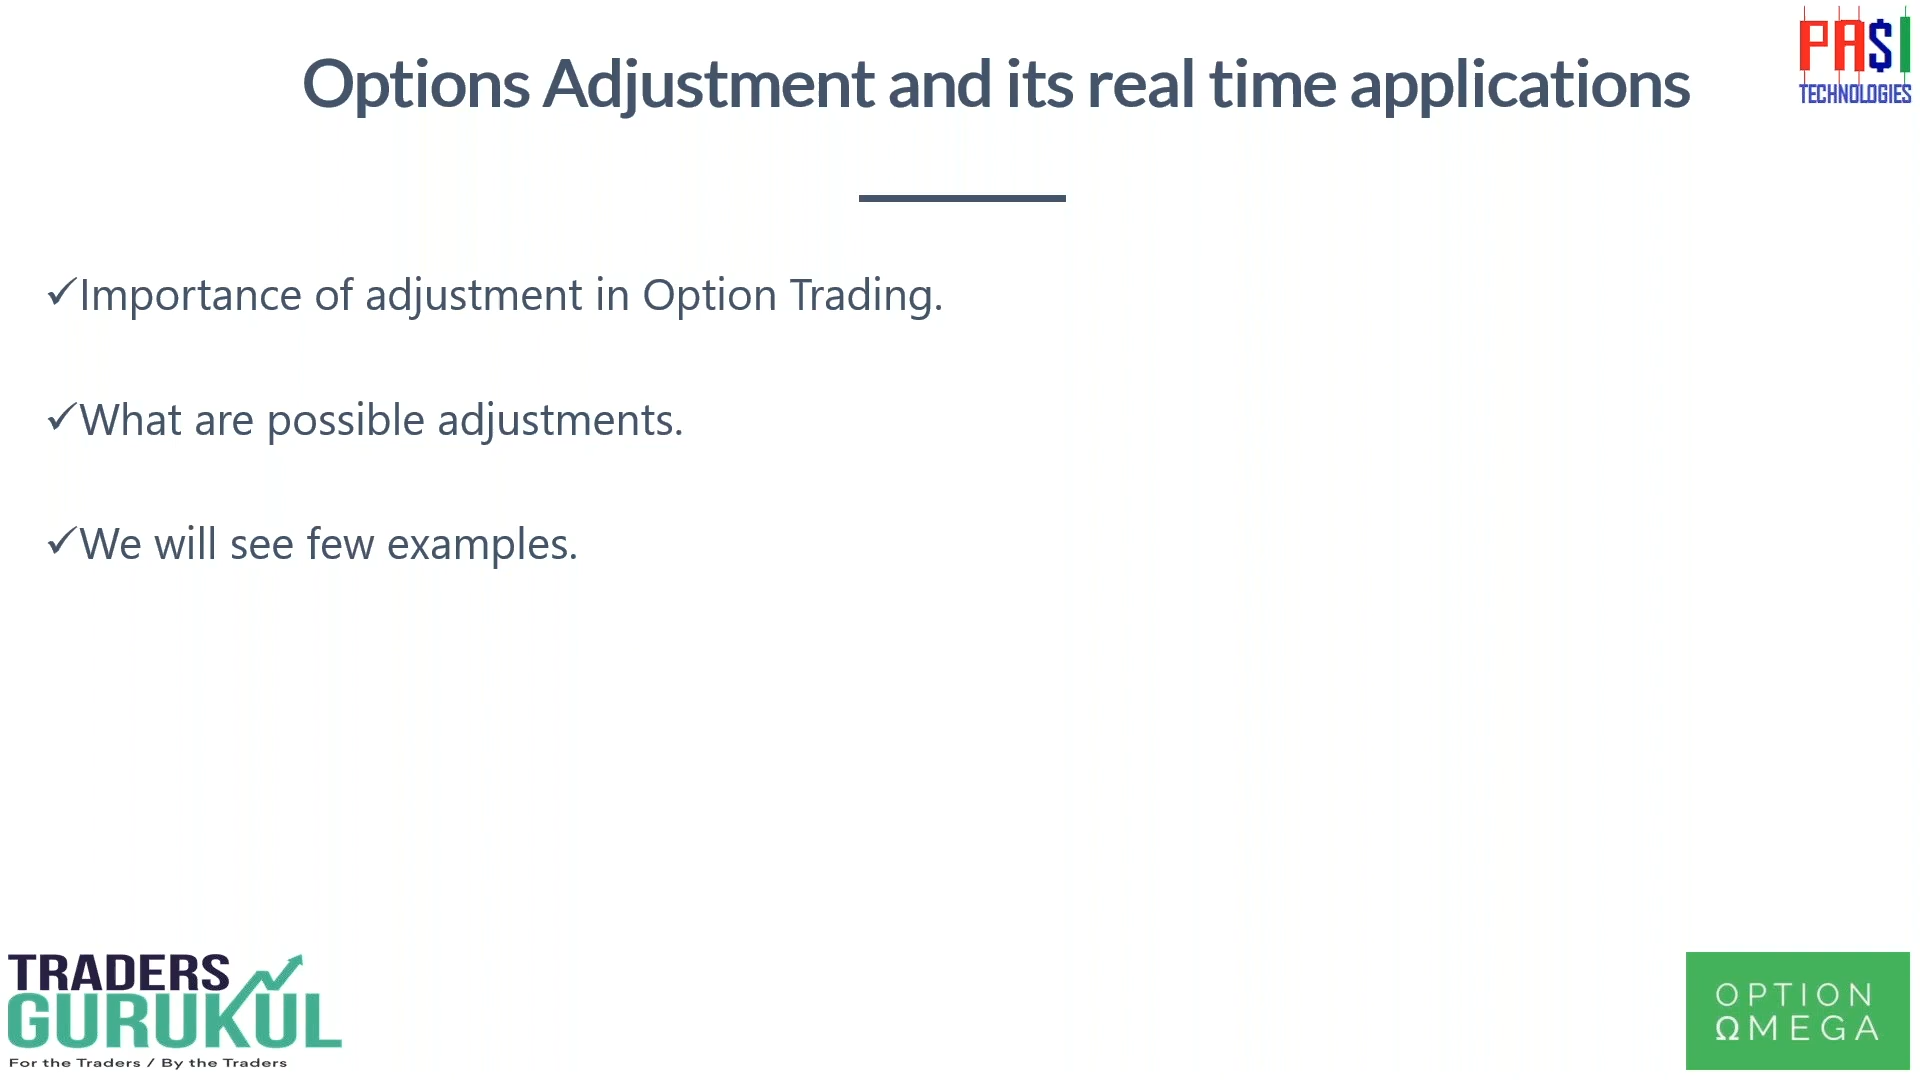 Options Adjustment and its real time applications
PA$I
TECHNOLOGIES
✓Importance of adjustment in Option Trading.
✓What are possible adjustments.
✓We will see few examples.
TRADERS
GURUKUL
For the Traders / By the Traders
OPTION
ΩMEGA